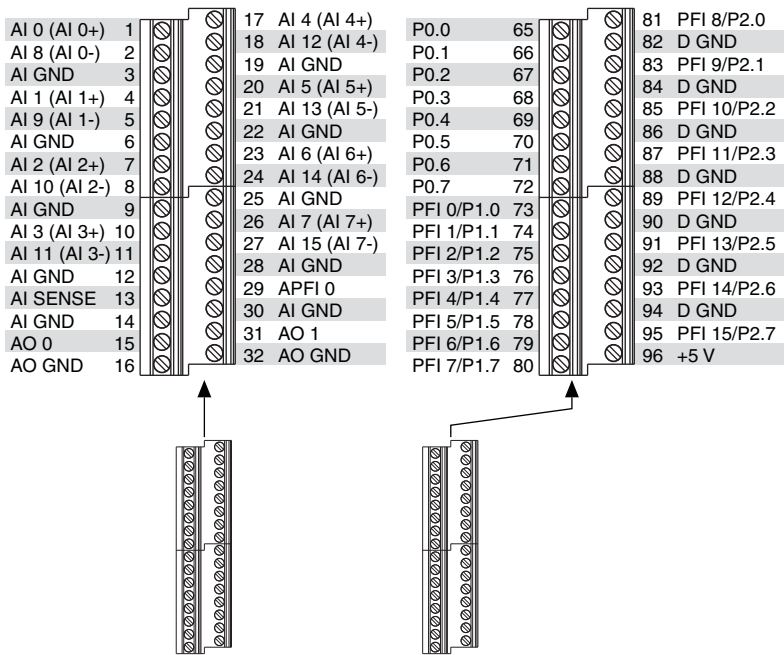 AI 0 (AI 0+) 1
AI 8 (AI 0-) 2
AI GND 3
AI 1 (AI 1+) 4
AI 9 (AI 1-) 5
AI GND 6
AI 2 (AI 2+) 7
AI 10 (AI 2-) 8
AI GND 9
AI 3 (AI 3+) 10
AI 11 (AI 3-) 11
AI GND 12
AI SENSE 13
AI GND 14
AO 0 15
AO GND 16
17 AI 4 (AI 4+)
18 AI 12 (AI 4-)
19 AI GND
20 AI 5 (AI 5+)
21 AI 13 (AI 5-)
22 AI GND
23 AI 6 (AI 6+)
24 AI 14 (AI 6-)
25 AI GND
26 AI 7 (AI 7+)
27 AI 15 (AI 7-)
28 AI GND
29 APFI 0
30 AI GND
31 AO 1
32 AO GND
P0.0 65
P0.1 66
P0.2 67
P0.3 68
P0.4 69
P0.5 70
P0.6 71
P0.7 72
PFI 0/P1.0 73
PFI 1/P1.1 74
PFI 2/P1.2 75
PFI 3/P1.3 76
PFI 4/P1.4 77
PFI 5/P1.5 78
PFI 6/P1.6 79
PFI 7/P1.7 80
81 PFI 8/P2.0
82 D GND
83 PFI 9/P2.1
84 D GND
85 PFI 10/P2.2
86 D GND
87 PFI 11/P2.3
88 D GND
89 PFI 12/P2.4
90 D GND
91 PFI 13/P2.5
92 D GND
93 PFI 14/P2.6
94 D GND
95 PFI 15/P2.7
96 +5 V